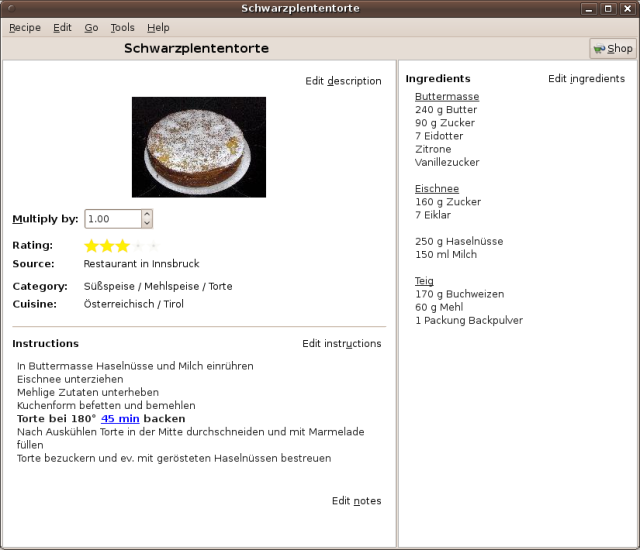 Schwarzplententorte
Recipe Edit Go Tools Help
Schwarzplententorte
Shop
Edit description
Multiply by: 1.00
Rating:
Source: Restaurant in Innsbruck
Category: Süßspeise / Mehlspeise / Torte
Cuisine: Österreichisch / Tirol
Instructions
Edit instructions
In Buttermasse Haselnüsse und Milch einrühren
Eischnee unterziehen
Mehlige Zutaten unterheben
Kuchenform befetten und bemehlen
Torte bei 180° 45 min backen
Nach Auskühlen Torte in der Mitte durchschneiden und mit Marmelade
füllen
Torte bezuckern und ev. mit gerösteten Haselnüssen bestreuen
Edit notes
Ingredients
Edit ingredients
Buttermasse
240 g Butter
90 g Zucker
7 Eidotter
Zitrone
Vanillezucker
Eischnee
160 g Zucker
7 Eiklar
250 g Haselnüsse
150 ml Milch
Teig
170 g Buchweizen
60 g Mehl
1 Packung Backpulver